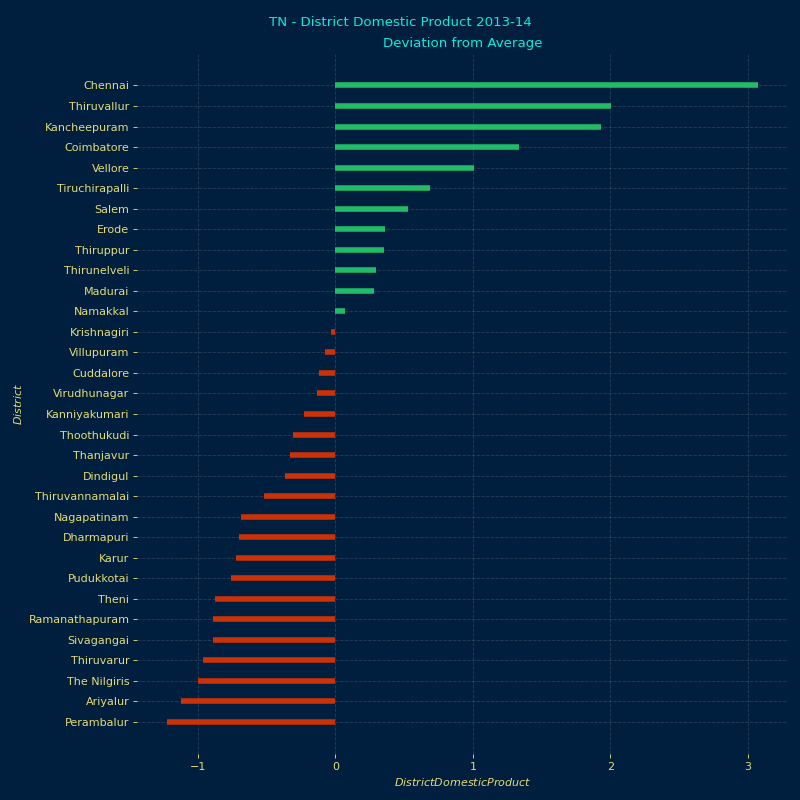 TN - District Domestic Product 2013-14
Deviation from Average
Chennai
Thiruvallur
Kancheepuram
Coimbatore
Vellore
Tiruchirapalli
Salem
Erode
Thiruppur
Thirunelveli
Madurai
Namakkal
Krishnagiri
Villupuram
Cuddalore
Virudhunagar
Kanniyakumari
Thoothukudi
Thanjavur
Dindigul
Thiruvannamalai
Nagapatinam
Dharmapuri
Karur
Pudukkotai
Theni
Ramanathapuram
Sivagangai
Thiruvarur
The Nilgiris
Ariyalur
Perambalur
District
−1 0 1 2 3
DistrictDomesticProduct